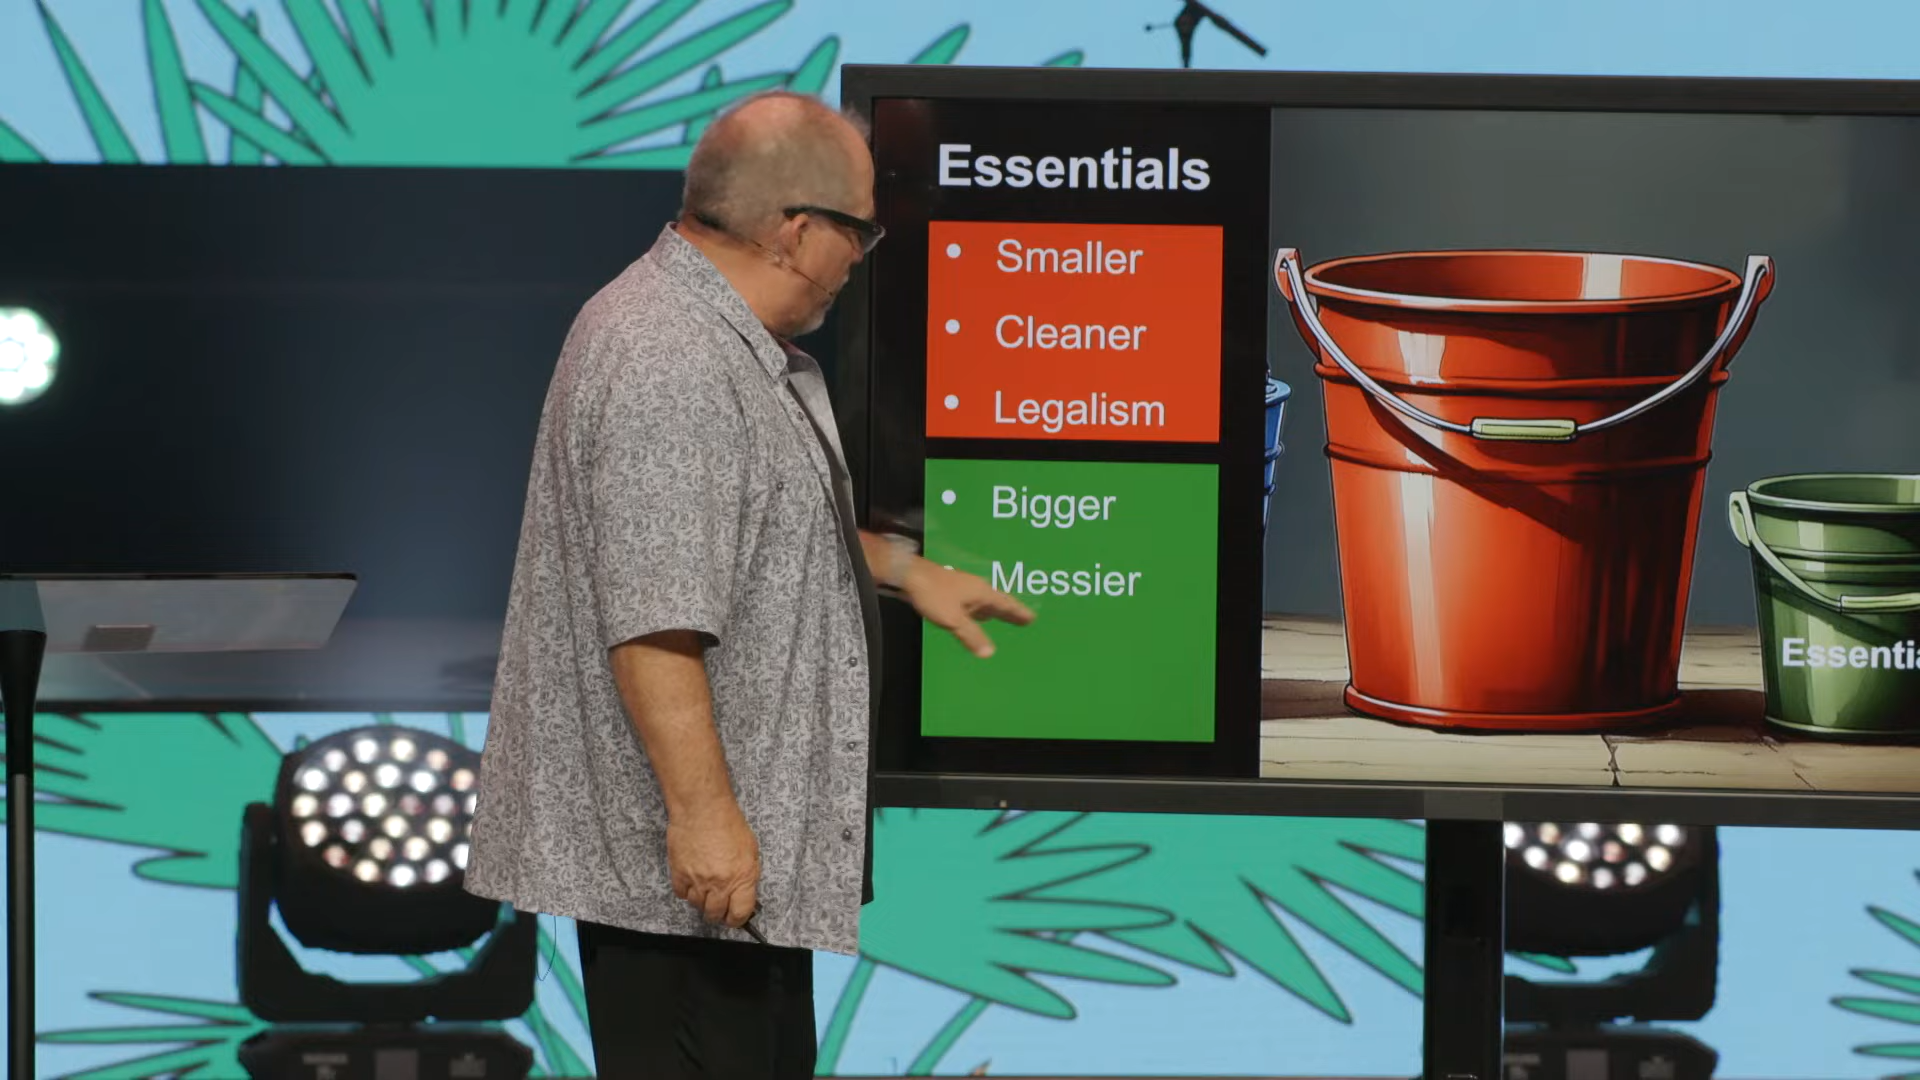 Essentials
• Smaller
• Cleaner
• Legalism
• Bigger
• Messier